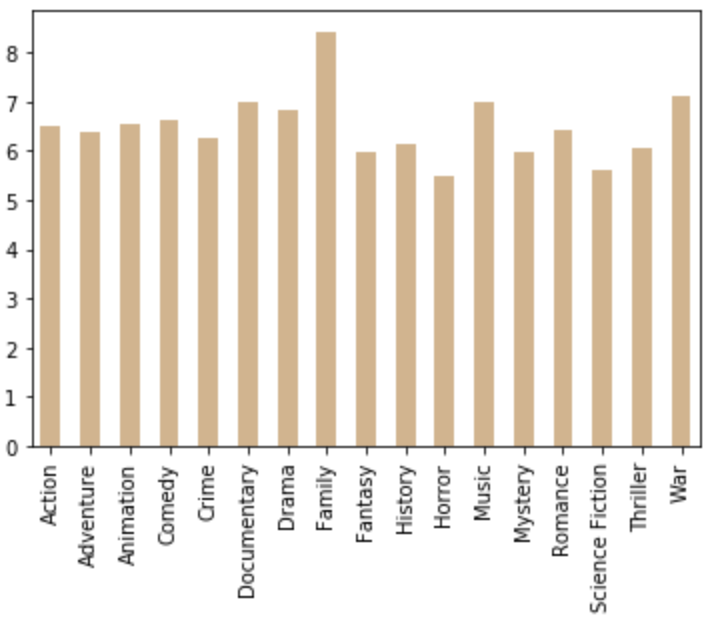 8
7
6
5
4
3
2
1
0
Action
Adventure
Animation
Comedy
Crime
Documentary
Drama
Family
Fantasy
History
Horror
Music
Mystery
Romance
Science Fiction
Thriller
War